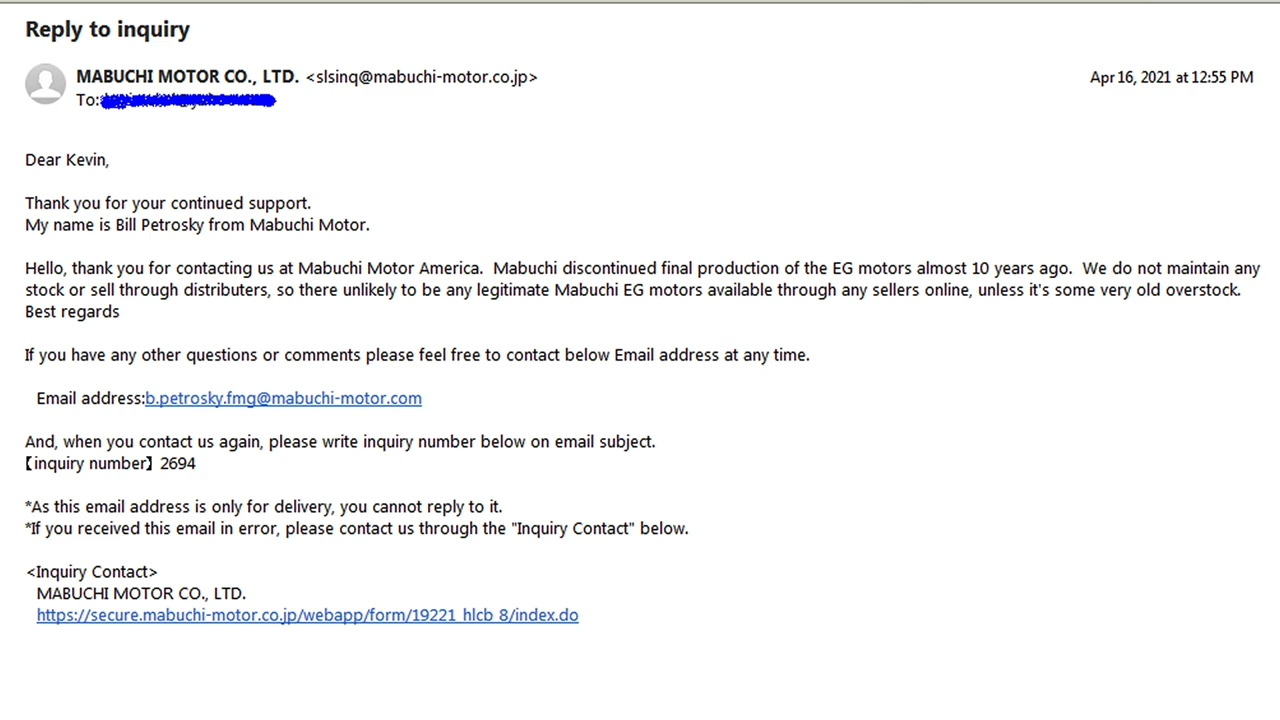 Reply to inquiry
MABUCHI MOTOR CO., LTD. <slsinq@mabuchi-motor.co.jp>
Apr 16, 2021 at 12:55 PM
To:
Dear Kevin,
Thank you for your continued support.
My name is Bill Petrosky from Mabuchi Motor.
Hello, thank you for contacting us at Mabuchi Motor America.  Mabuchi discontinued final production of the EG motors almost 10 years ago.  We do not maintain any
stock or sell through distributers, so there unlikely to be any legitimate Mabuchi EG motors available through any sellers online, unless it's some very old overstock.
Best regards
If you have any other questions or comments please feel free to contact below Email address at any time.
Email address:b.petrosky.fmg@mabuchi-motor.com
And, when you contact us again, please write inquiry number below on email subject.
【inquiry number】 2694
*As this email address is only for delivery, you cannot reply to it.
*If you received this email in error, please contact us through the "Inquiry Contact" below.
<Inquiry Contact>
MABUCHI MOTOR CO., LTD.
https://secure.mabuchi-motor.co.jp/webapp/form/19221_hlcb_8/index.do